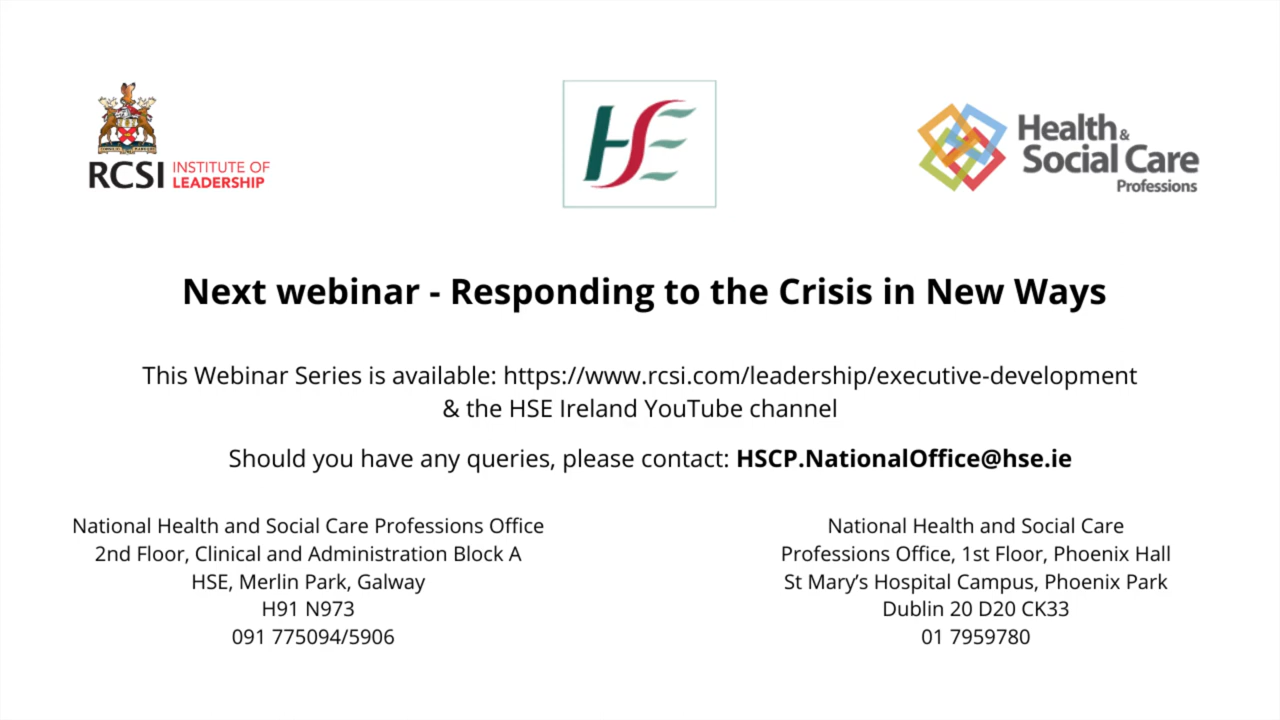 RCSI INSTITUTE OF
LEADERSHIP
HSE
Health &
Social Care
Professions
Next webinar - Responding to the Crisis in New Ways
This Webinar Series is available: https://www.rcsi.com/leadership/executive-development
& the HSE Ireland YouTube channel
Should you have any queries, please contact: HSCP.NationalOffice@hse.ie
National Health and Social Care Professions Office
2nd Floor, Clinical and Administration Block A
HSE, Merlin Park, Galway
H91 N973
091 775094/5906
National Health and Social Care
Professions Office, 1st Floor, Phoenix Hall
St Mary’s Hospital Campus, Phoenix Park
Dublin 20 D20 CK33
01 7959780